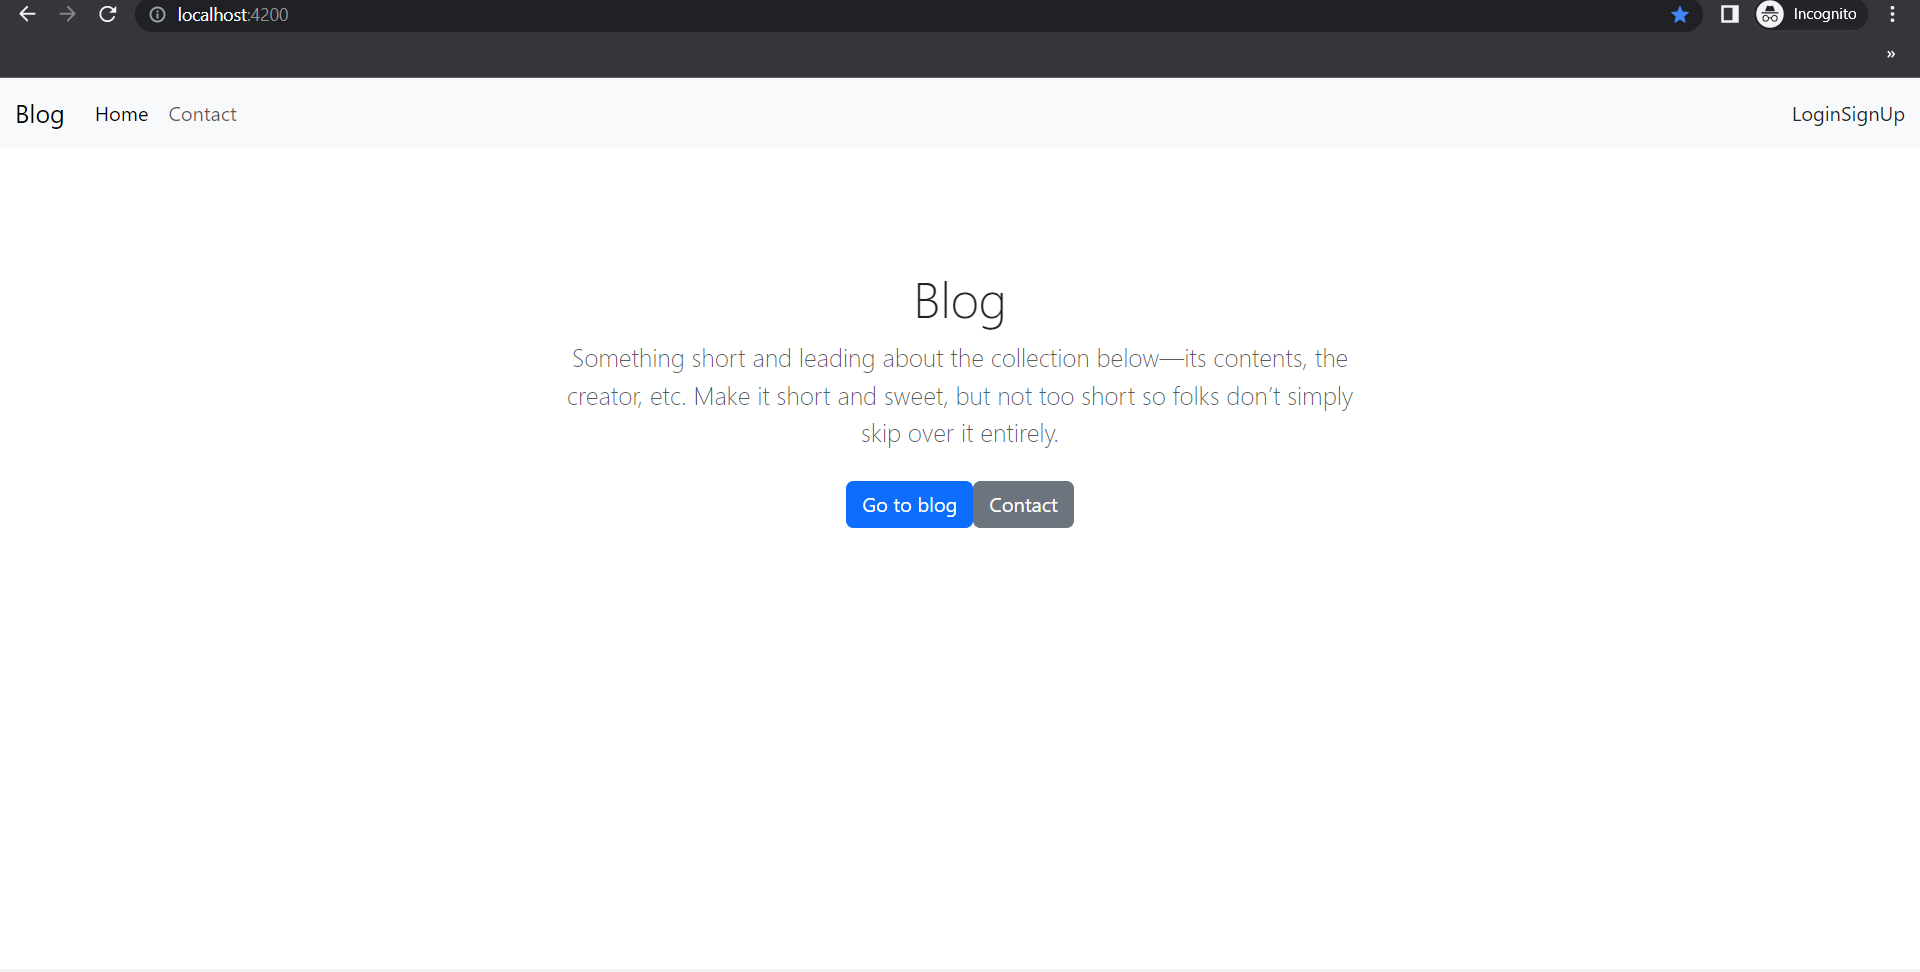 localhost:4200
Incognito
»
Blog Home Contact LoginSignUp
Blog
Something short and leading about the collection below—its contents, the
creator, etc. Make it short and sweet, but not too short so folks don’t simply
skip over it entirely.
Go to blog Contact